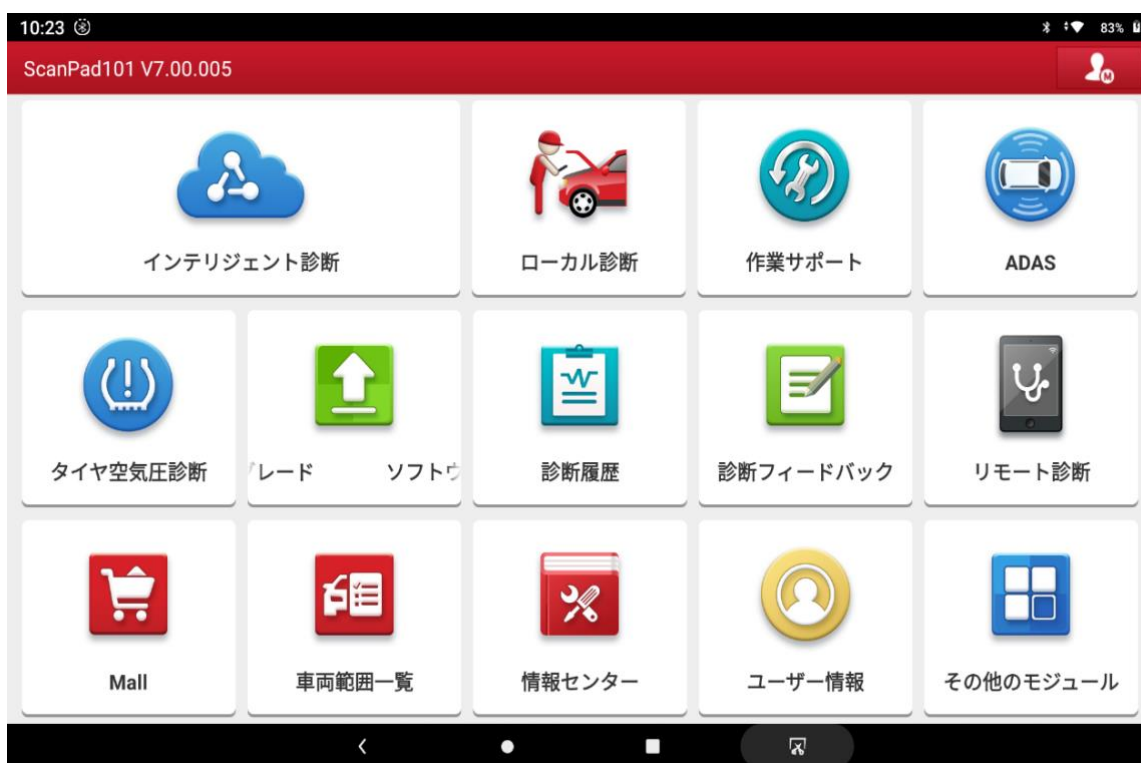 10:23
83%
ScanPad101 V7.00.005
M
インテリジェント診断
ローカル診断
作業サポート
ADAS
タイヤ空気圧診断
グレード ソフトウ
診断履歴
診断フィードバック
リモート診断
Mall
車両範囲一覧
情報センター
ユーザー情報
その他のモジュール